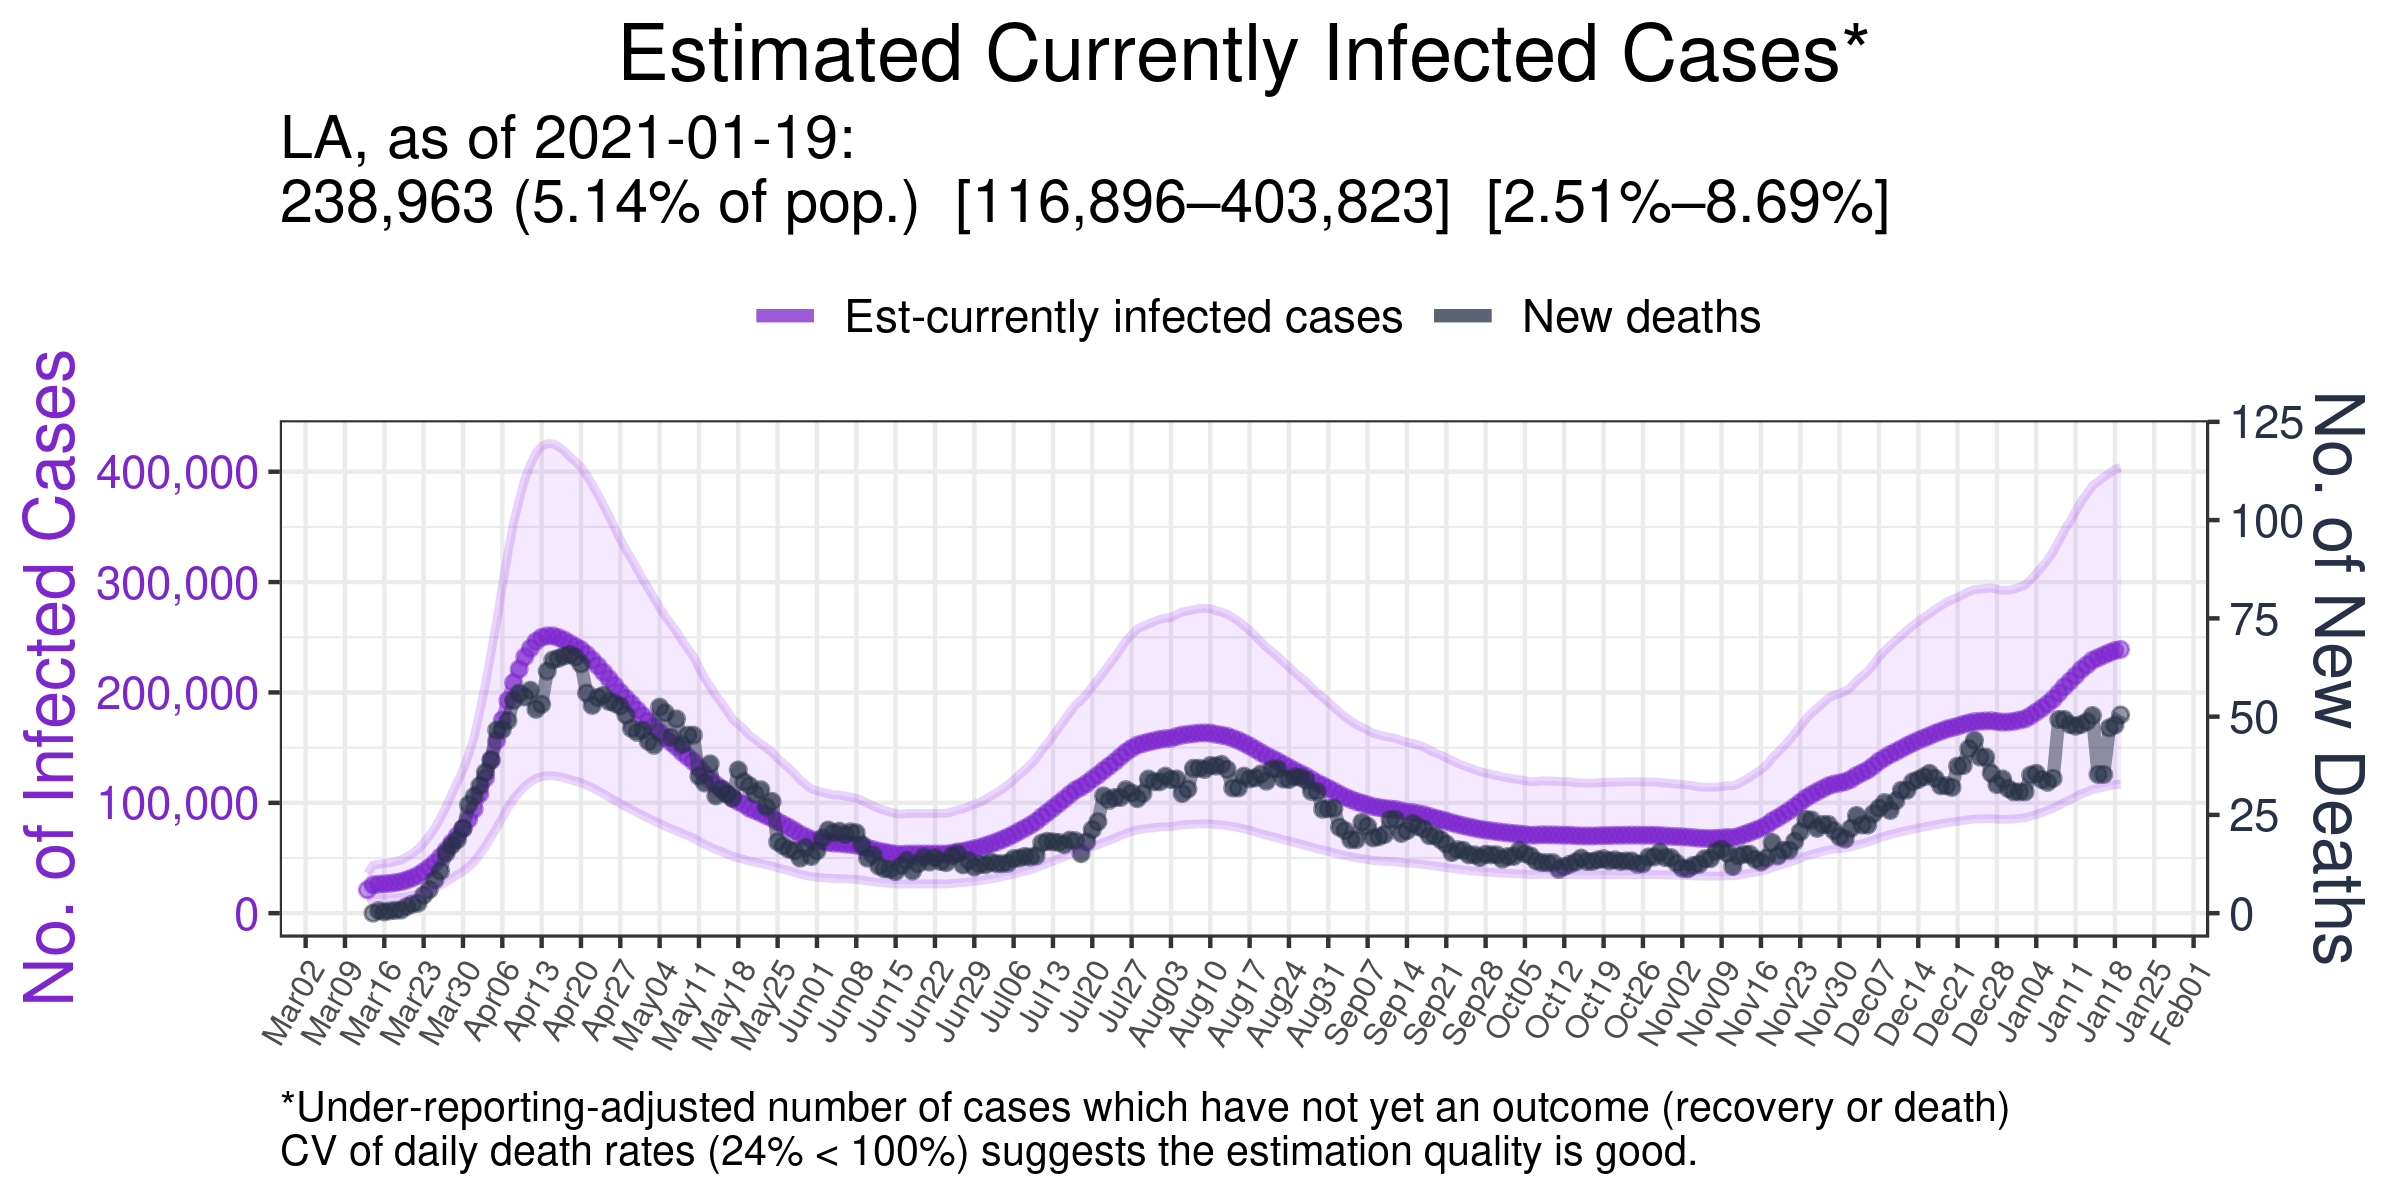 Estimated Currently Infected Cases*
LA, as of 2021-01-19:
238,963 (5.14% of pop.) [116,896–403,823] [2.51%–8.69%]
Est-currently infected cases New deaths
No. of Infected Cases
400,000
300,000
200,000
100,000
0
125
100
75
50
25
0
No. of New Deaths
Mar02 Mar09 Mar16 Mar23 Mar30 Apr06 Apr13 Apr20 Apr27 May04 May11 May18 May25 Jun01 Jun08 Jun15 Jun22 Jun29 Jul06 Jul13 Jul20 Jul27 Aug03 Aug10 Aug17 Aug24 Aug31 Sep07 Sep14 Sep21 Sep28 Oct05 Oct12 Oct19 Oct26 Nov02 Nov09 Nov16 Nov23 Nov30 Dec07 Dec14 Dec21 Dec28 Jan04 Jan11 Jan18 Jan25 Feb01
*Under-reporting-adjusted number of cases which have not yet an outcome (recovery or death)
CV of daily death rates (24% < 100%) suggests the estimation quality is good.